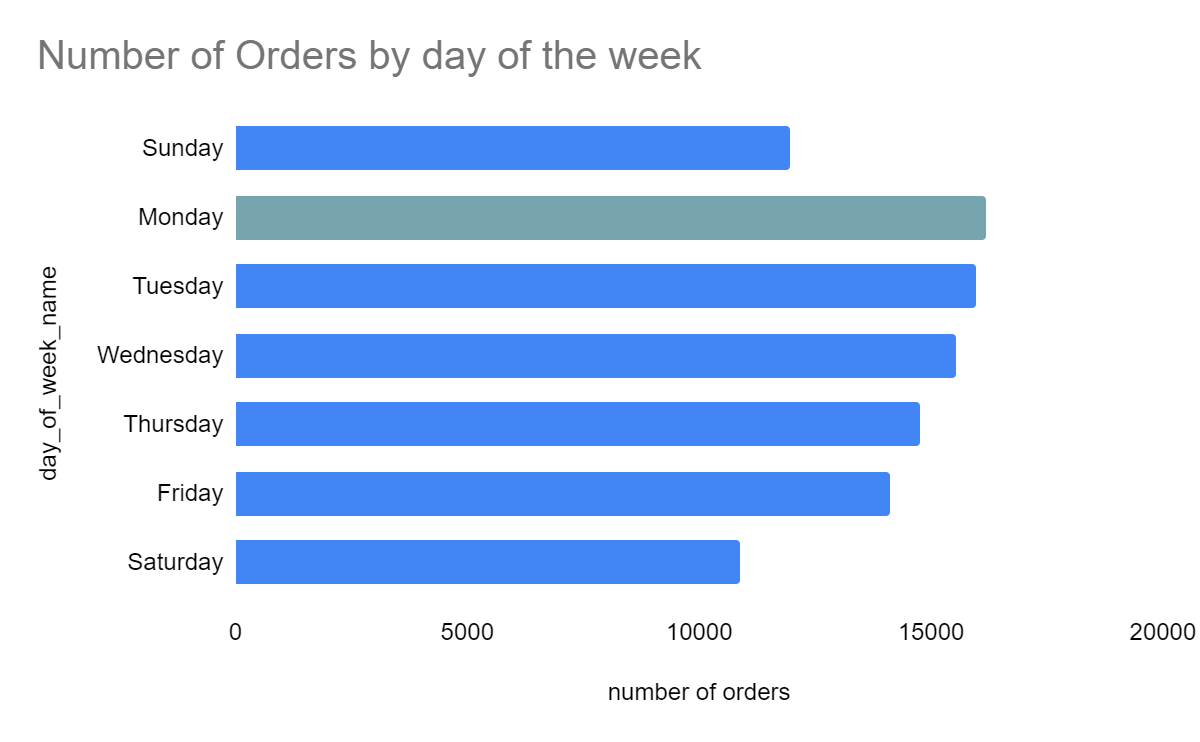 Number of Orders by day of the week
day_of_week_name
Sunday
Monday
Tuesday
Wednesday
Thursday
Friday
Saturday
0 5000 10000 15000 20000
number of orders